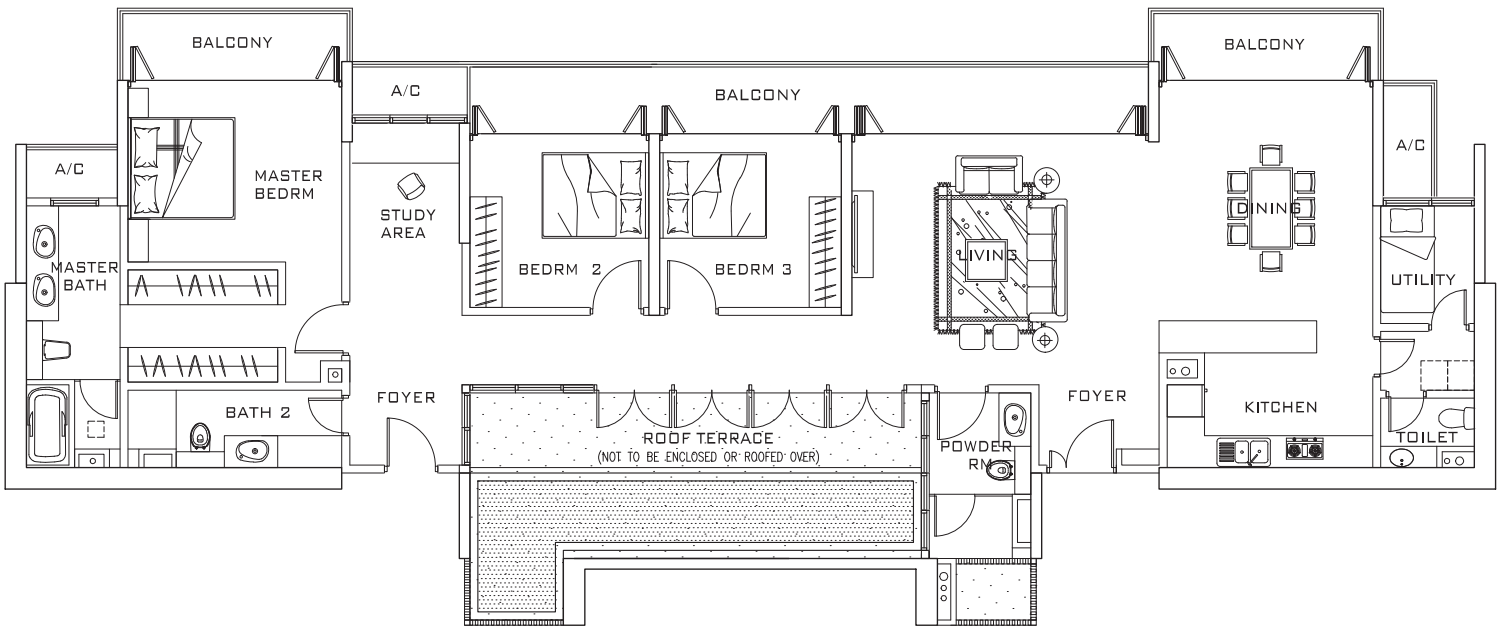 BALCONY
BALCONY
A/C
BALCONY
A/C
A/C
MASTER
BEDRM
STUDY
AREA
DINING
MASTER
BATH
BEDRM 2
BEDRM 3
LIVING
UTILITY
FOYER
FOYER
BATH 2
KITCHEN
ROOF TERRACE
(NOT TO BE ENCLOSED OR ROOFED OVER)
POWDER
RM
TOILET